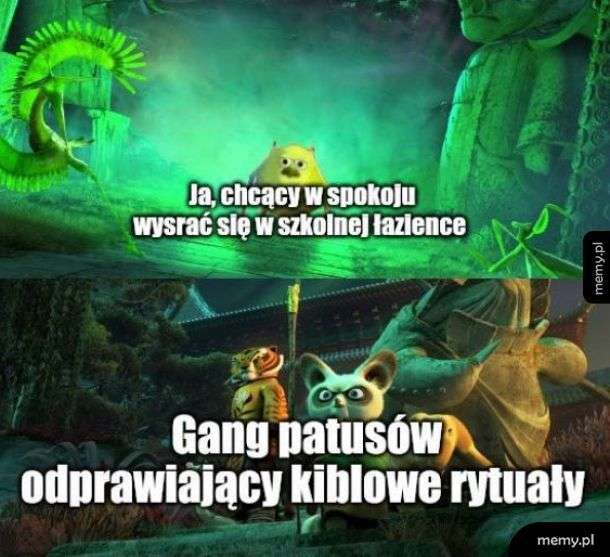 Ja, chcący w spokoju
wysrać się w szkolnej łazience
memy.pl
Gang patusów
odprawiający kiblowe rytuały
memy.pl